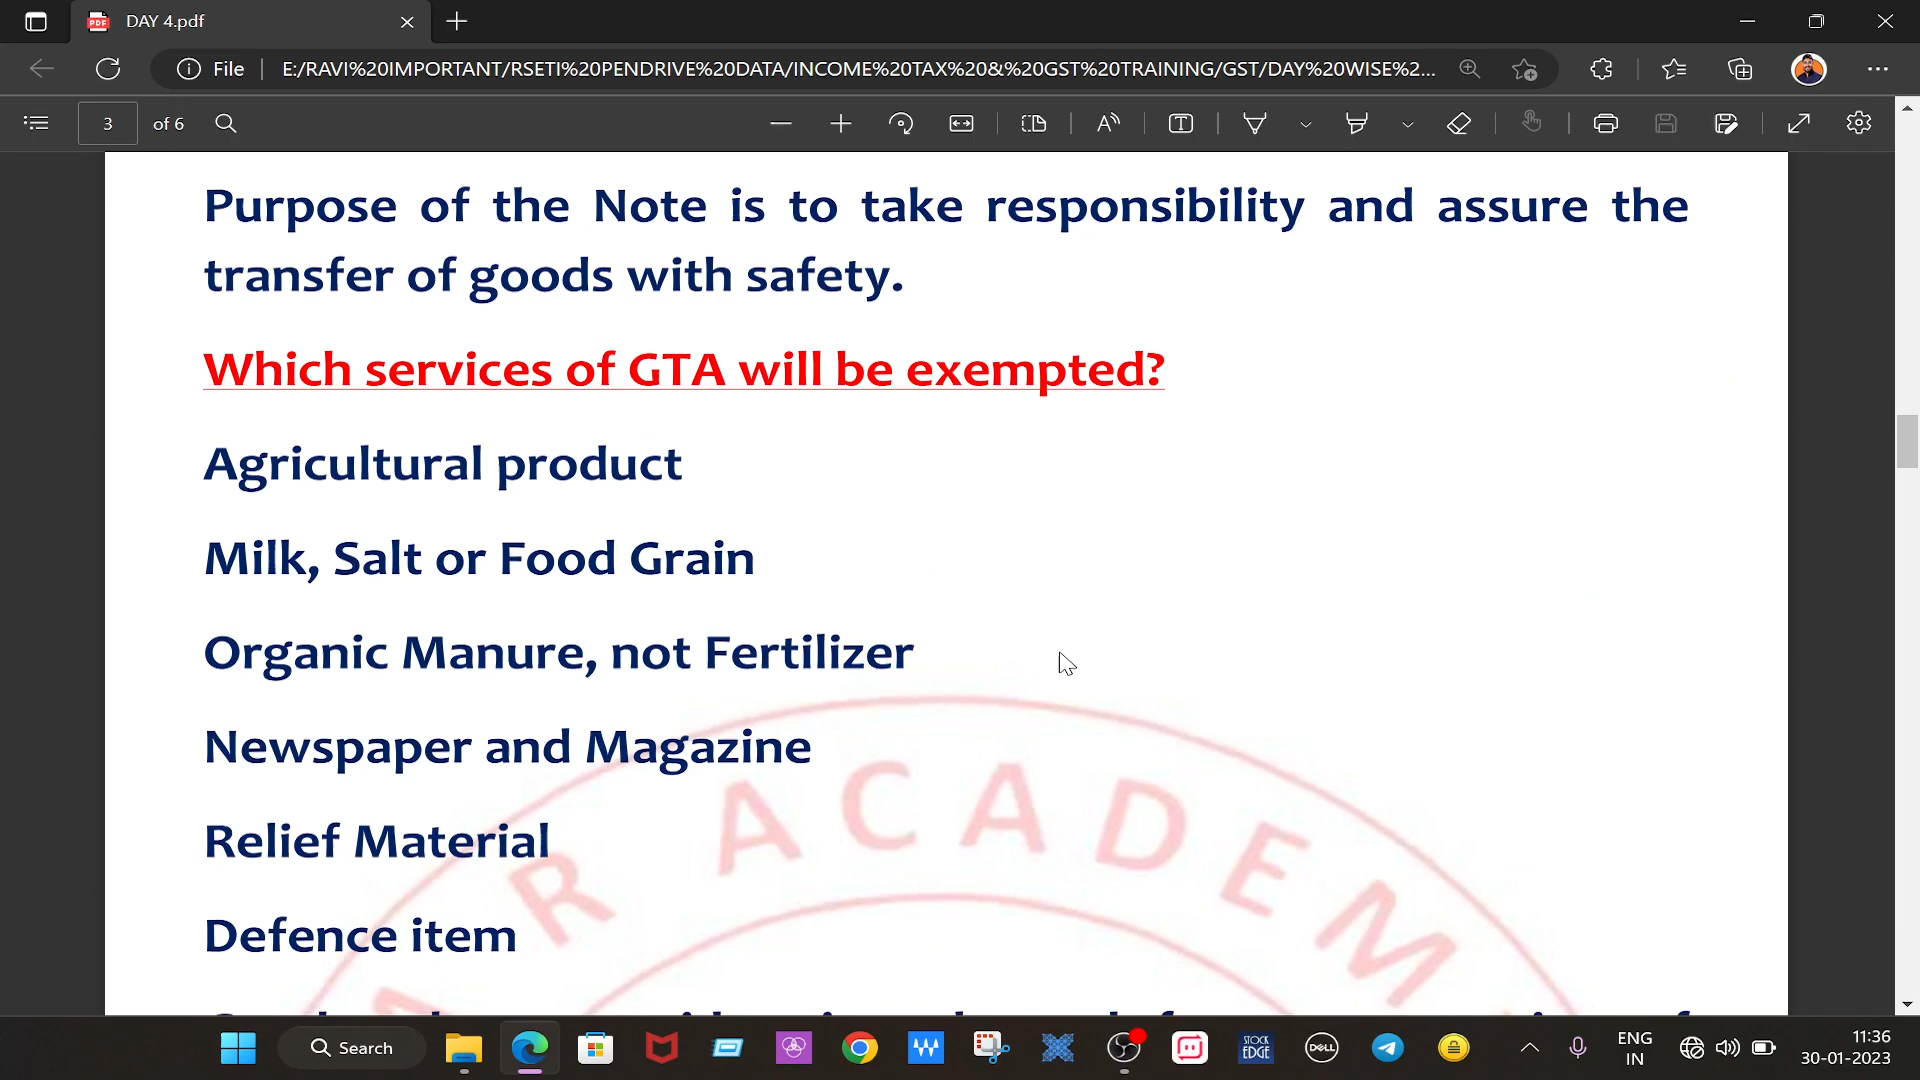 DAY 4.pdf
File
E:/RAVI%20IMPORTANT/RSETI%20PENDRIVE%20DATA/INCOME%20TAX%20&%20GST%20TRAINING/GST/DAY%20WISE%2...
3 of 6
Purpose of the Note is to take responsibility and assure the
transfer of goods with safety.
Which services of GTA will be exempted?
Agricultural product
Milk, Salt or Food Grain
Organic Manure, not Fertilizer
Newspaper and Magazine
Relief Material
Defence item
R ACADEM
Search
STOCK
EDGE
DELL
ENG
IN
11:36
30-01-2023